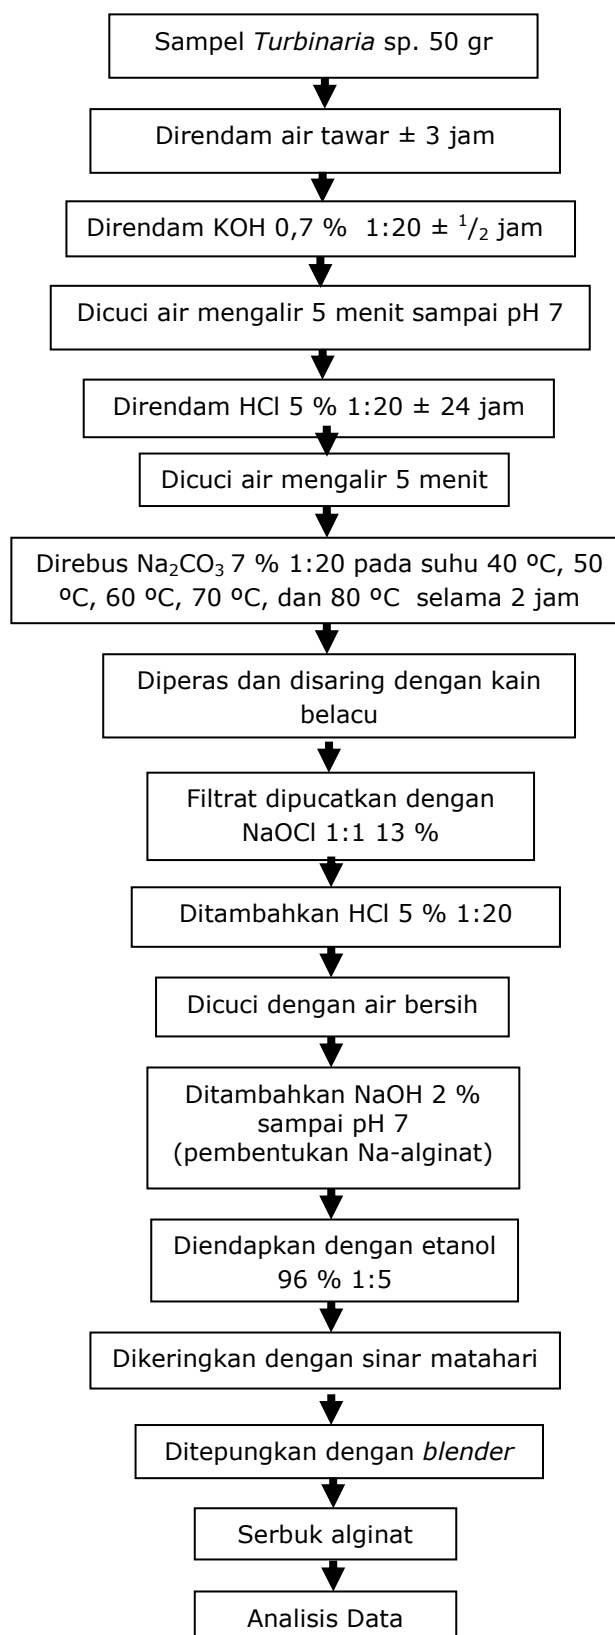 Sampel Turbinaria sp. 50 gr
Direndam air tawar ± 3 jam
Direndam KOH 0,7 %  1:20 ± 1/2 jam
Dicuci air mengalir 5 menit sampai pH 7
Direndam HCl 5 % 1:20 ± 24 jam
Dicuci air mengalir 5 menit
Direbus Na₂CO₃ 7 % 1:20 pada suhu 40 ºC, 50
ºC, 60 ºC, 70 ºC, dan 80 ºC  selama 2 jam
Diperas dan disaring dengan kain
belacu
Filtrat dipucatkan dengan
NaOCl 1:1 13 %
Ditambahkan HCl 5 % 1:20
Dicuci dengan air bersih
Ditambahkan NaOH 2 %
sampai pH 7
(pembentukan Na-alginat)
Diendapkan dengan etanol
96 % 1:5
Dikeringkan dengan sinar matahari
Ditepungkan dengan blender
Serbuk alginat
Analisis Data